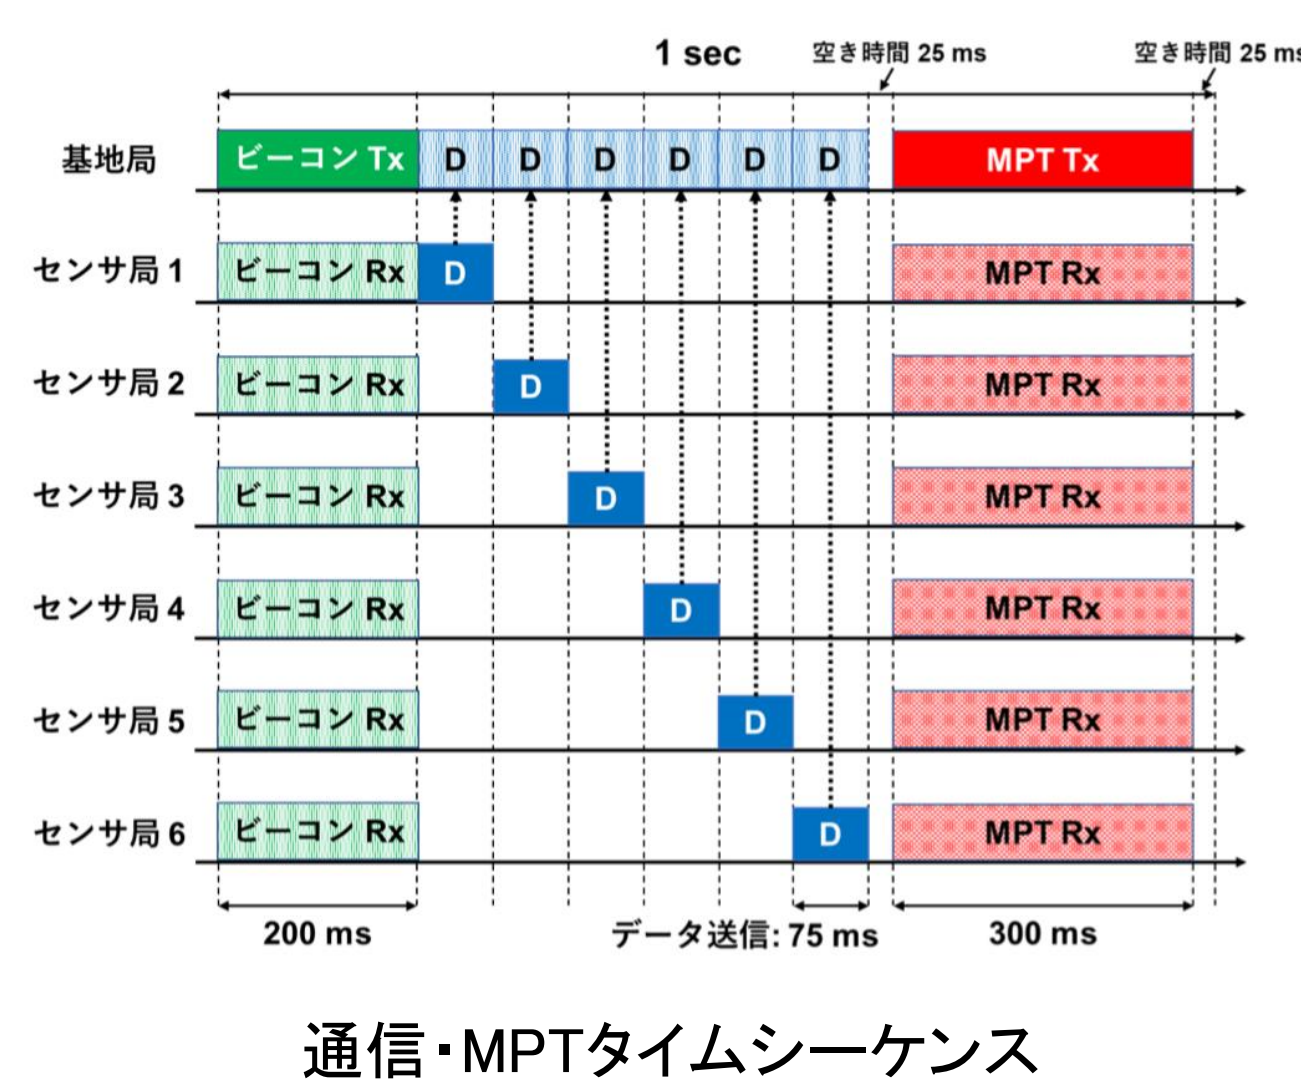 1 sec
空き時間 25 ms
空き時間 25 ms
基地局
ビーコン Tx
D
D
D
D
D
D
MPT Tx
センサ局 1
ビーコン Rx
D
MPT Rx
センサ局 2
ビーコン Rx
D
MPT Rx
センサ局 3
ビーコン Rx
D
MPT Rx
センサ局 4
ビーコン Rx
D
MPT Rx
センサ局 5
ビーコン Rx
D
MPT Rx
センサ局 6
ビーコン Rx
D
MPT Rx
200 ms
データ送信: 75 ms
300 ms
通信・MPTタイムシーケンス